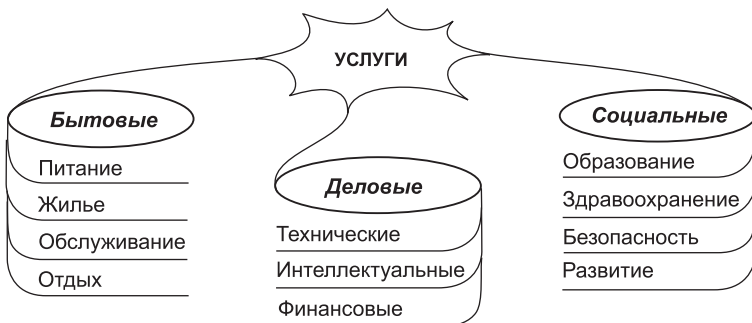 УСЛУГИ
Бытовые
Питание
Жилье
Обслуживание
Отдых
Деловые
Технические
Интеллектуальные
Финансовые
Социальные
Образование
Здравоохранение
Безопасность
Развитие